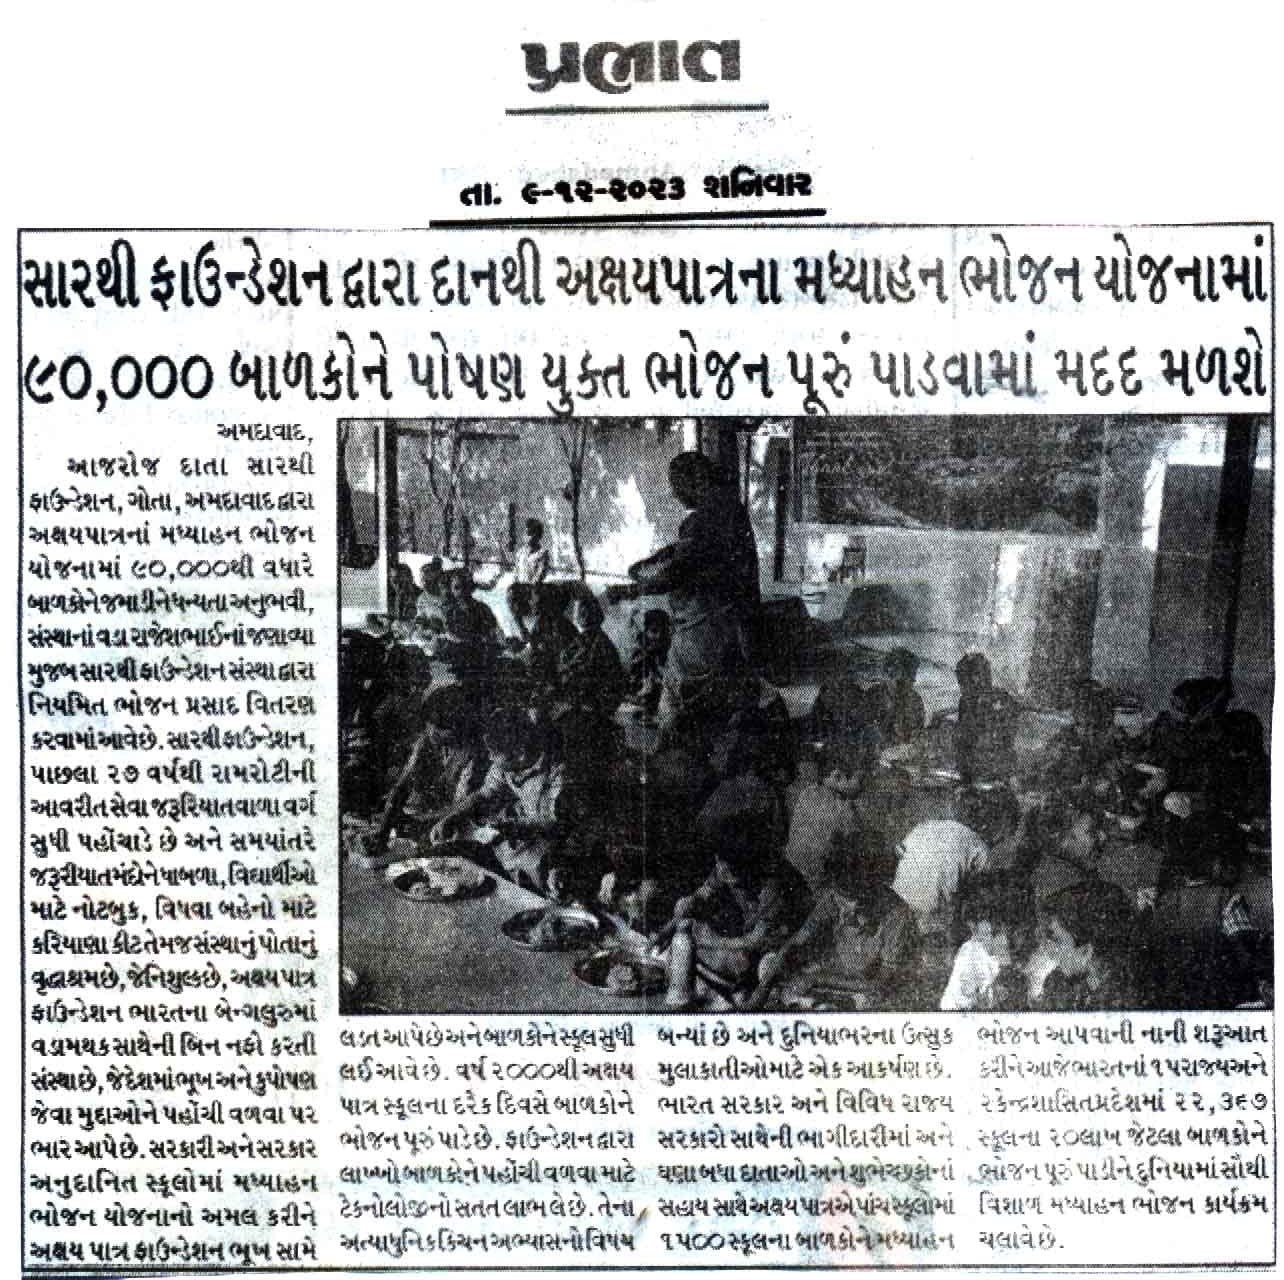 પ્રભાત
તા. ૯-૧૨-૨૦૨૩ શનિવાર
સારથી ફાઉન્ડેશન દ્વારા દાનથી અક્ષયપાત્રના મધ્યાહન ભોજન યોજનામાં
૯૦,૦૦૦ બાળકોને પોષણ યુક્ત ભોજન પૂરું પાડવામાં મદદ મળશે
અમદાવાદ,
આજરોજ દાતા સારથી
ફાઉન્ડેશન, ગોતા, અમદાવાદ દ્વારા
અક્ષયપાત્રનાં મધ્યાહન ભોજન
યોજનામાં ૯૦,૦૦૦થી વધારે
બાળકોને જમાડીને ધન્યતા અનુભવી,
સંસ્થાનાં વડા રાજેશભાઈનાં જણાવ્યા
મુજબ સારથી ફાઉન્ડેશન સંસ્થા દ્વારા
નિયમિત ભોજન પ્રસાદ વિતરણ
કરવામાં આવે છે. સારથી ફાઉન્ડેશન,
પાછલા ૨૭ વર્ષથી રામરોટીની
આવરીત સેવા જરૂરિયાતવાળા વર્ગ
સુધી પહોંચાડે છે અને સમયાંતરે
જરૂરીયાતમંદોને ધાબળા, વિદ્યાર્થીઓ
માટે નોટબુક, વિધવા બહેનો માટે
કરિયાણા કીટ તેમજ સંસ્થાનું પોતાનું
વૃદ્ધાશ્રમ છે, જે નિશુલ્ક છે, અક્ષય પાત્ર
ફાઉન્ડેશન ભારતના બેન્ગલુરુમાં
વડામથક સાથેની બિન નફો કરતી
સંસ્થા છે, જે દેશમાં ભૂખ અને કુપોષણ
જેવા મુદ્દાઓને પહોંચી વળવા પર
ભાર આપે છે. સરકારી અને સરકાર
અનુદાનિત સ્કૂલોમાં મધ્યાહન
ભોજન યોજનાનો અમલ કરીને
અક્ષય પાત્ર ફાઉન્ડેશન ભૂખ સામે
લડત આપે છે અને બાળકોને સ્કૂલ સુધી
લઈ આવે છે. વર્ષ ૨૦૦૦થી અક્ષય
પાત્ર સ્કૂલના દરેક દિવસે બાળકોને
ભોજન પૂરું પાડે છે. ફાઉન્ડેશન દ્વારા
લાખ્ખો બાળકોને પહોંચી વળવા માટે
ટેકનોલોજીનો સતત લાભ લે છે. તેના
અત્યાધુનિક કિચન અભ્યાસનો વિષય
બન્યાં છે અને દુનિયાભરના ઉત્સુક
મુલાકાતીઓ માટે એક આકર્ષણ છે.
ભારત સરકાર અને વિવિધ રાજ્ય
સરકારો સાથેની ભાગીદારીમાં અને
ઘણા બધા દાતાઓ અને શુભેચ્છકોનાં
સહાય સાથે અક્ષય પાત્ર એ પાંચ સ્કૂલોમાં
૧૫૦૦ સ્કૂલના બાળકોને મધ્યાહન
ભોજન આપવાની નાની શરૂઆત
કરીને આજે ભારતનાં ૧૫ રાજ્ય અને
૨ કેન્દ્રશાસિત પ્રદેશમાં ૨૨,૩૬૭
સ્કૂલના ૨૦ લાખ જેટલા બાળકોને
ભોજન પૂરું પાડીને દુનિયામાં સૌથી
વિશાળ મધ્યાહન ભોજન કાર્યક્રમ
ચલાવે છે.